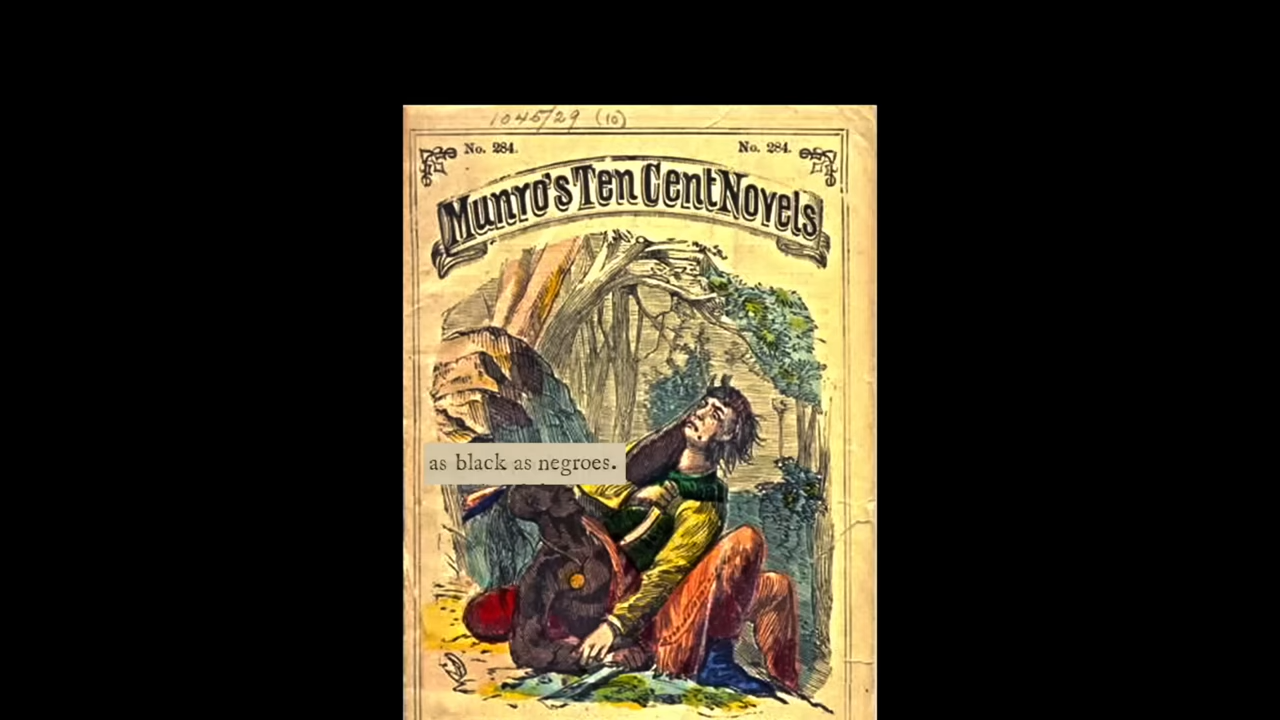 1045/29 (10)
No. 284. No. 284.
Munro's Ten Cent Novels
as black as negroes.